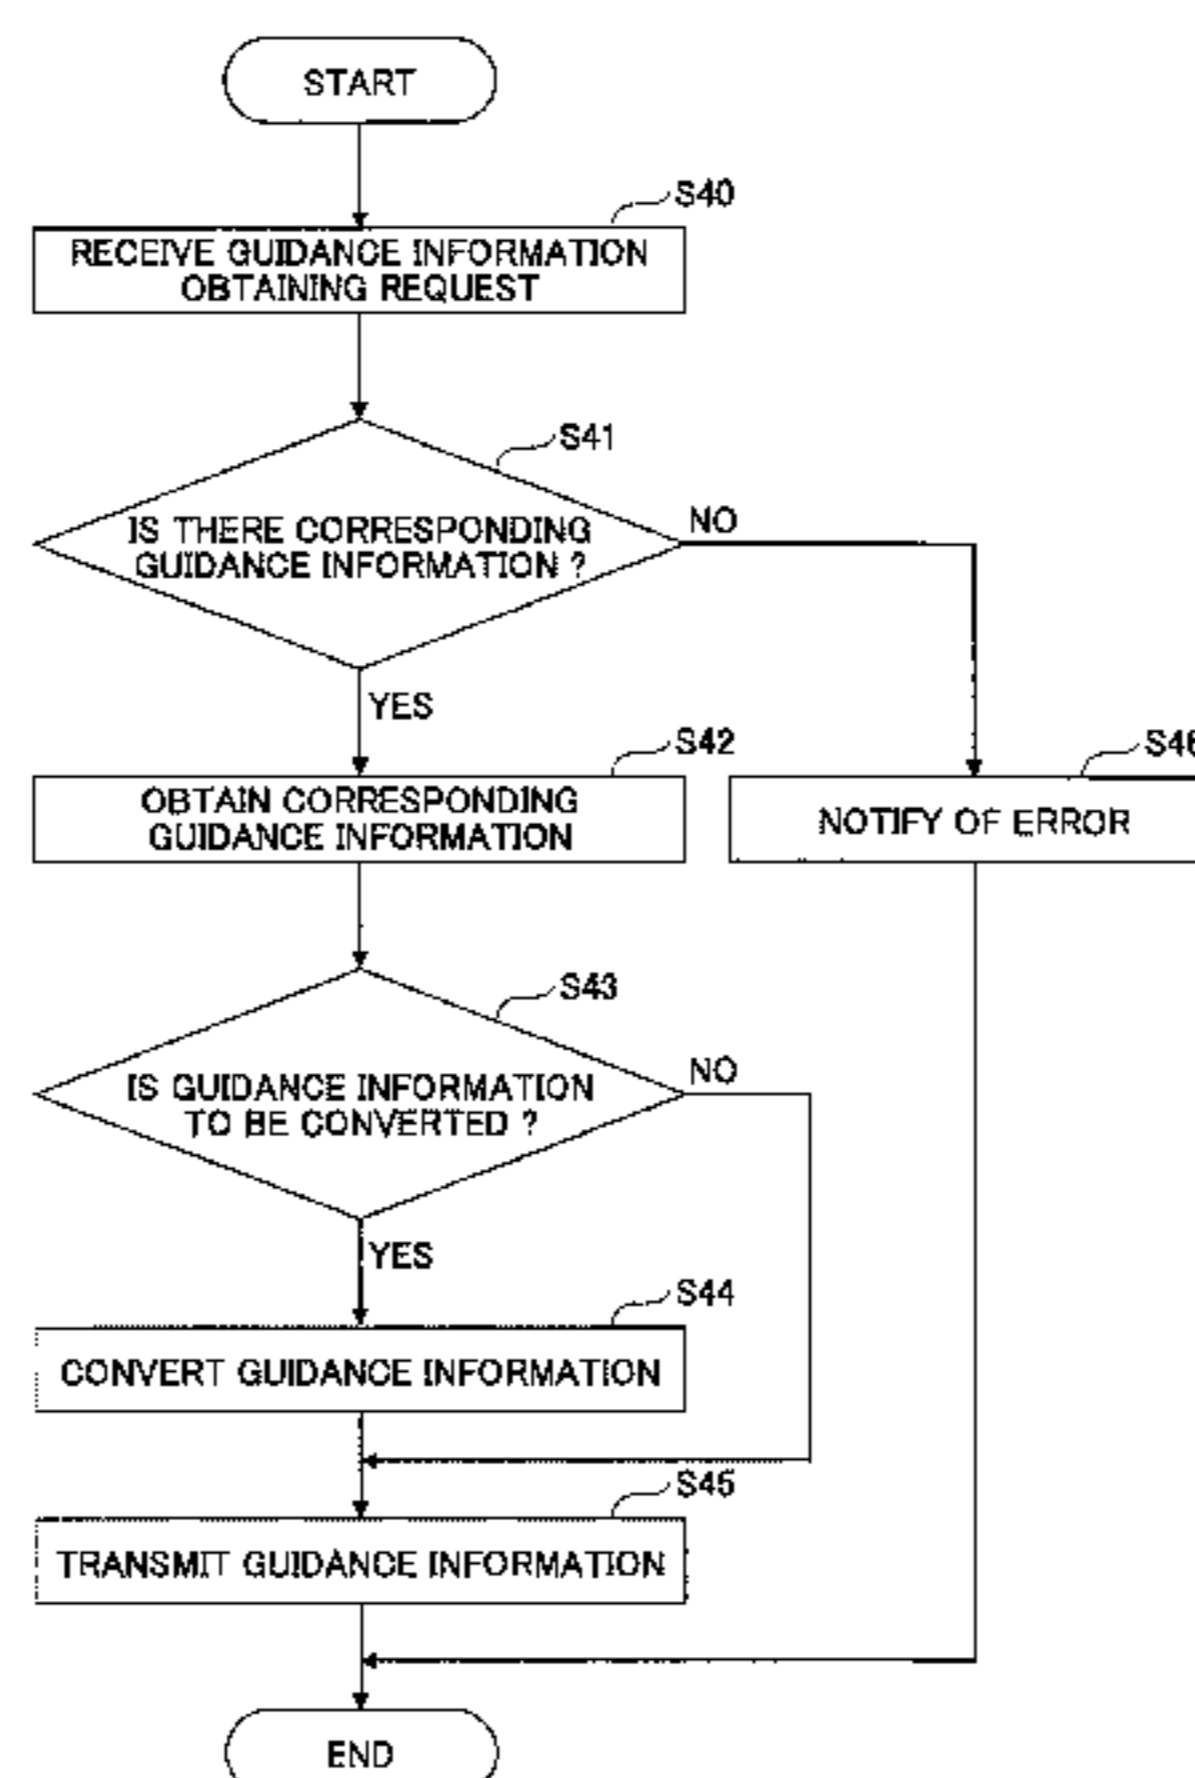 START
S40
RECEIVE GUIDANCE INFORMATION
OBTAINING REQUEST
S41
IS THERE CORRESPONDING
GUIDANCE INFORMATION ?
NO
YES
S42
OBTAIN CORRESPONDING
GUIDANCE INFORMATION
S46
NOTIFY OF ERROR
S43
IS GUIDANCE INFORMATION
TO BE CONVERTED ?
NO
YES
S44
CONVERT GUIDANCE INFORMATION
S45
TRANSMIT GUIDANCE INFORMATION
END